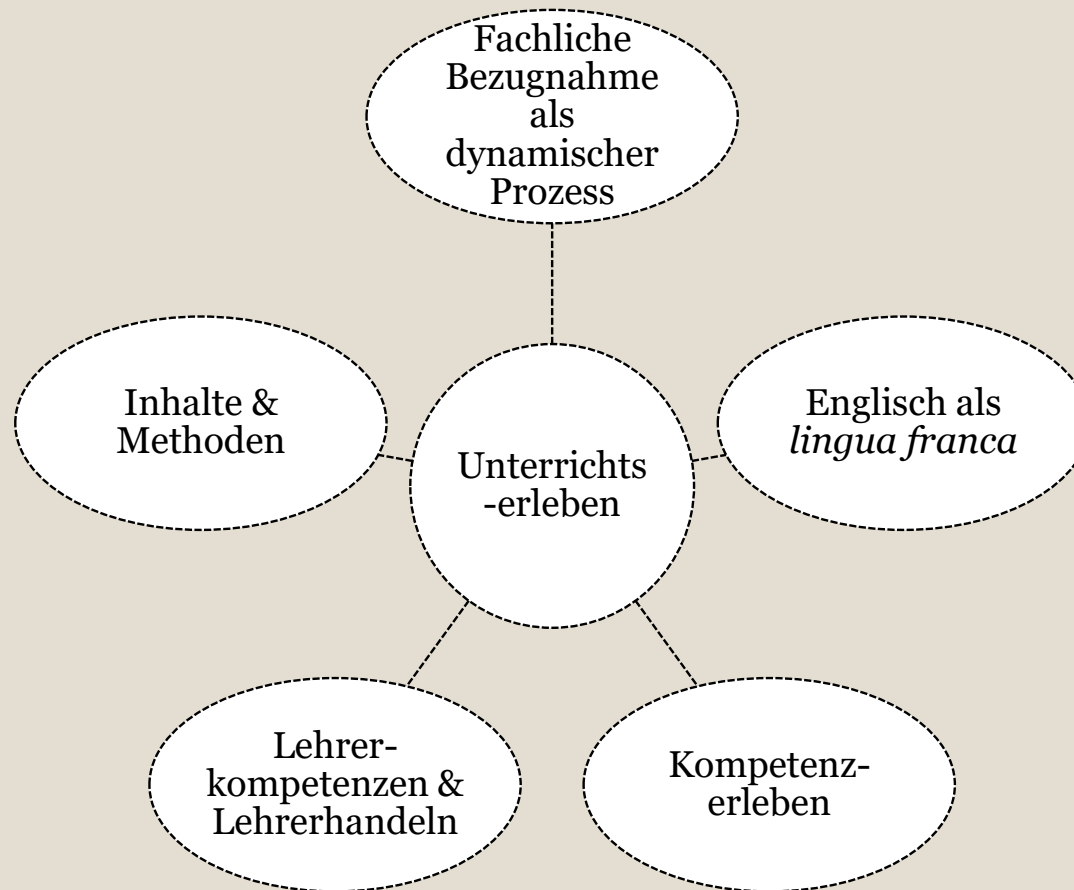 Fachliche
Bezugnahme
als
dynamischer
Prozess
Inhalte &
Methoden
Englisch als
lingua franca
Unterrichts
-erleben
Lehrer-
kompetenzen &
Lehrerhandeln
Kompetenz-
erleben